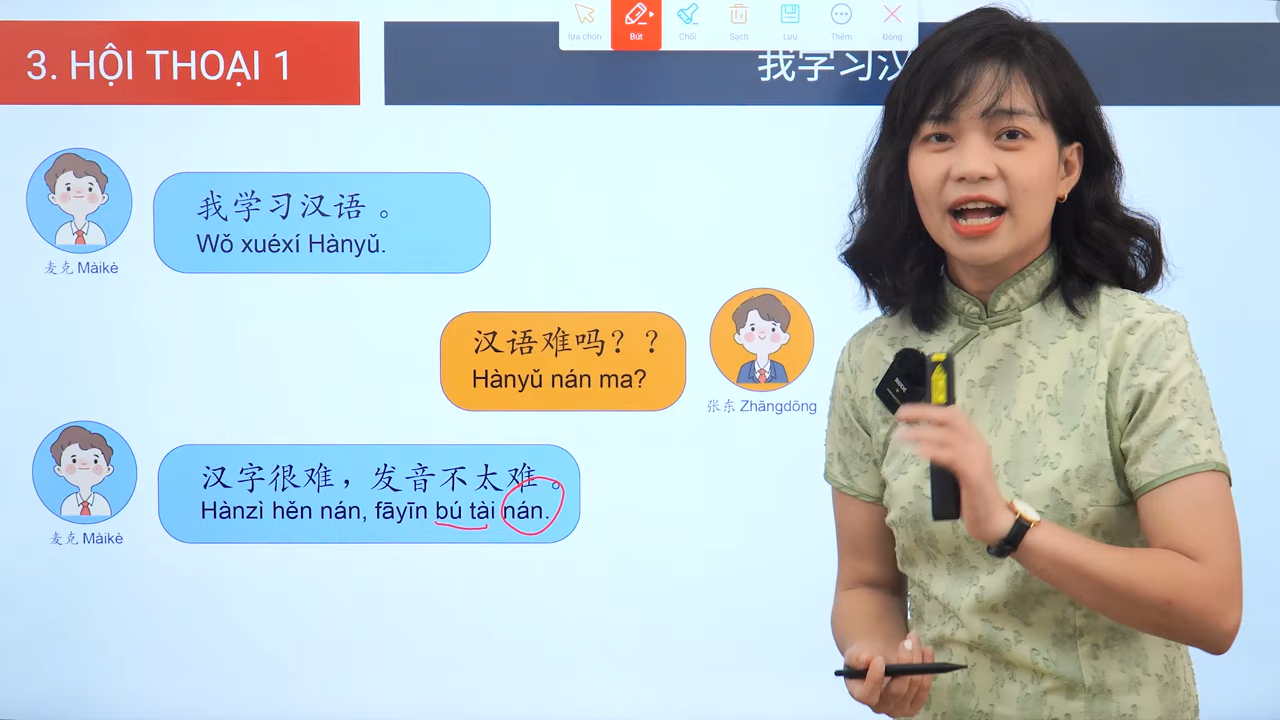 lựa chọn Bút Chổi Sạch Lưu Thêm Đóng
3. HỘI THOẠI 1
我学习汉
我学习汉语。
Wǒ xuéxí Hànyǔ.
麦克 Màikè
汉语难吗？？
Hànyǔ nán ma?
张东 Zhāngdōng
汉字很难，发音不太难。
Hànzì hěn nán, fāyīn bú tài nán.
麦克 Màikè